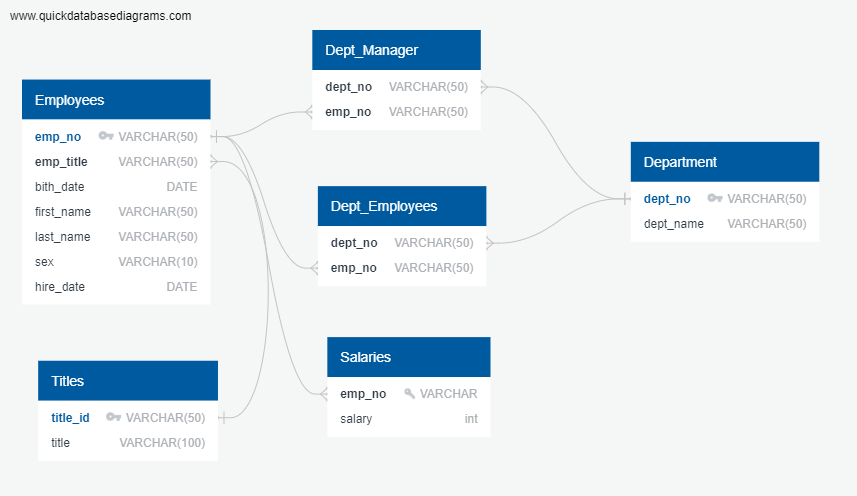 www.quickdatabasediagrams.com
Employees
emp_no VARCHAR(50)
emp_title VARCHAR(50)
bith_date DATE
first_name VARCHAR(50)
last_name VARCHAR(50)
sex VARCHAR(10)
hire_date DATE
Titles
title_id VARCHAR(50)
title VARCHAR(100)
Dept_Manager
dept_no VARCHAR(50)
emp_no VARCHAR(50)
Dept_Employees
dept_no VARCHAR(50)
emp_no VARCHAR(50)
Salaries
emp_no VARCHAR
salary int
Department
dept_no VARCHAR(50)
dept_name VARCHAR(50)